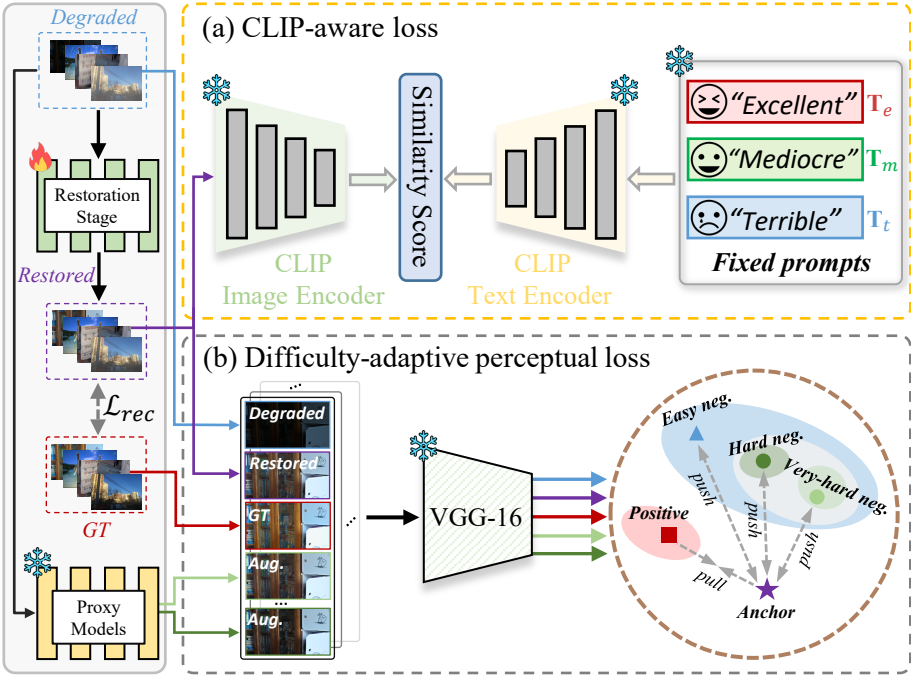 Degraded
Restoration
Stage
Restored
ℒrec
GT
Proxy
Models
(a) CLIP-aware loss
CLIP
Image Encoder
Similarity Score
CLIP
Text Encoder
“Excellent” Te
“Mediocre” Tm
“Terrible” Tt
Fixed prompts
(b) Difficulty-adaptive perceptual loss
...
Degraded
Restored
GT
Aug.
...
Aug.
...
VGG-16
Easy neg.
Hard neg.
Very-hard neg.
Positive
push
push
push
pull
Anchor